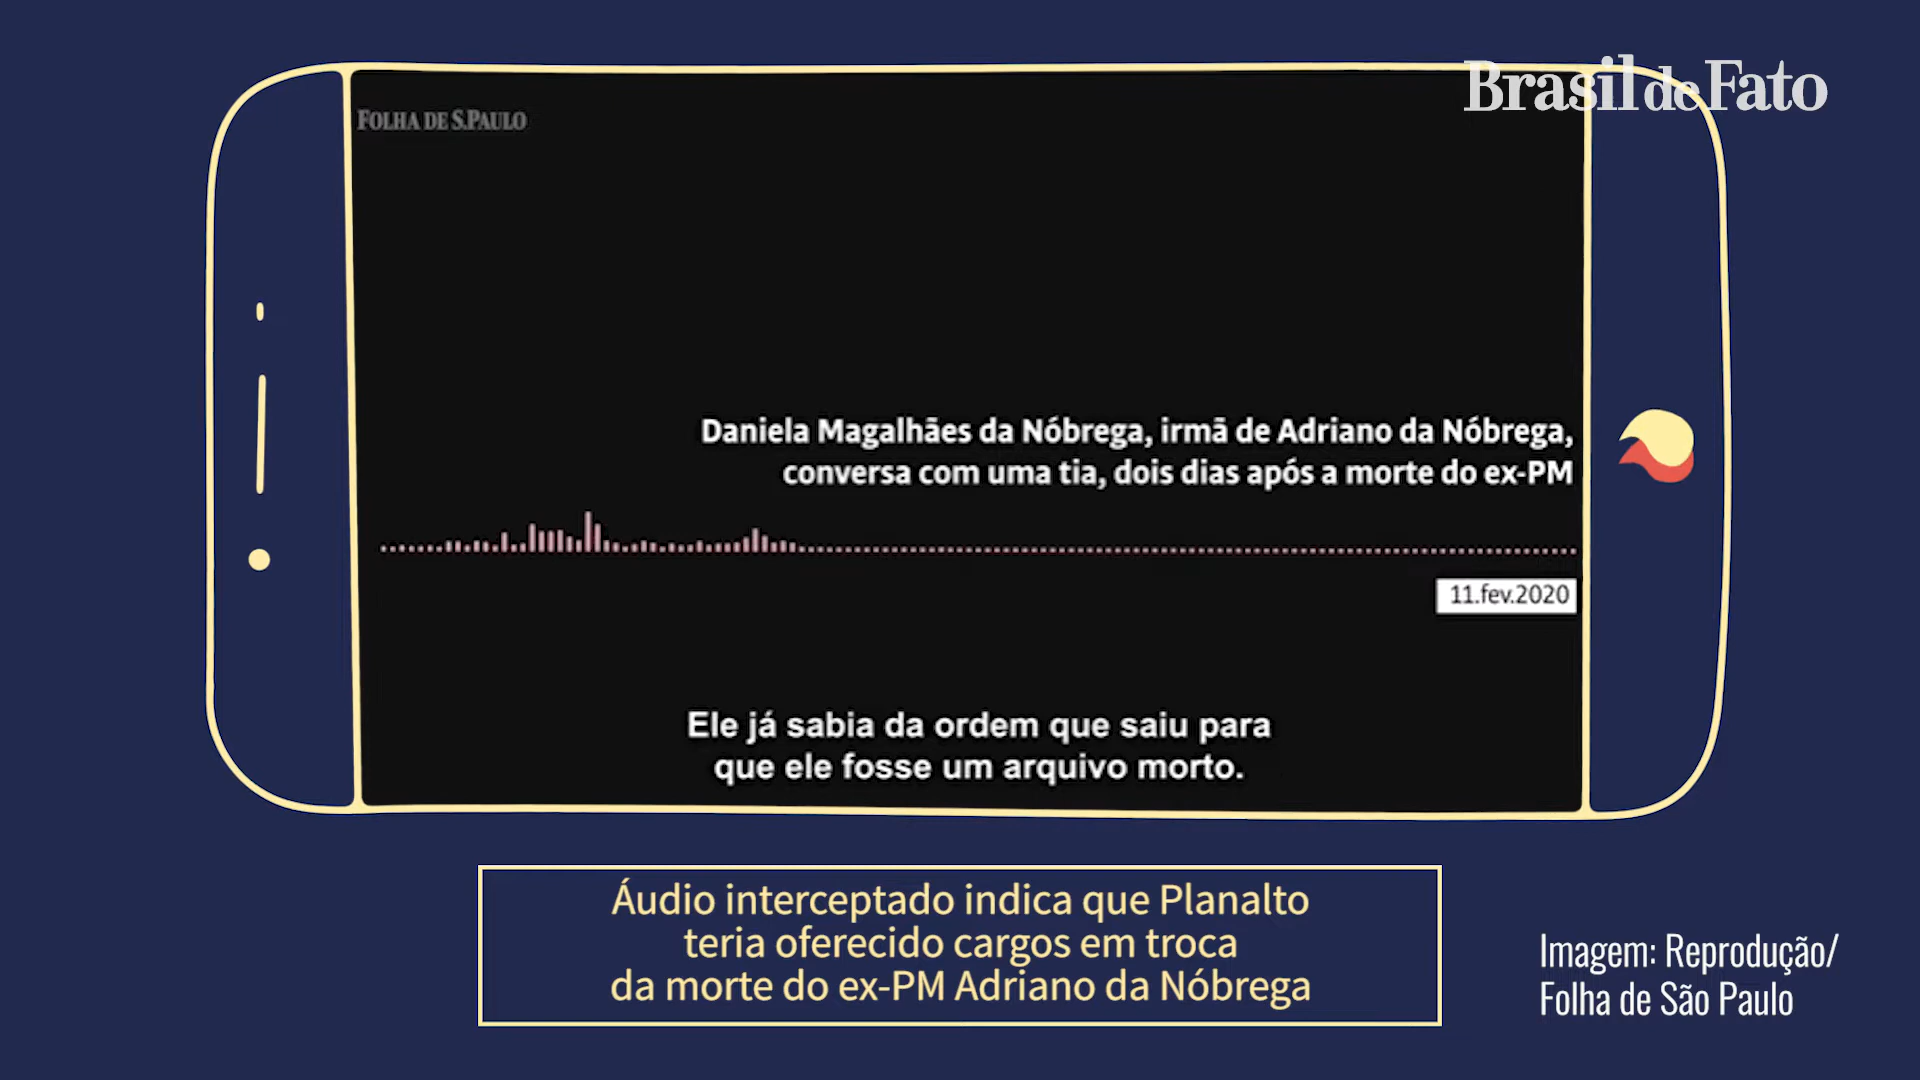 Brasil de Fato
FOLHA DE S.PAULO
Daniela Magalhães da Nóbrega, irmã de Adriano da Nóbrega,
conversa com uma tia, dois dias após a morte do ex-PM
11.fev.2020
Ele já sabia da ordem que saiu para
que ele fosse um arquivo morto.
Áudio interceptado indica que Planalto
teria oferecido cargos em troca
da morte do ex-PM Adriano da Nóbrega
Imagem: Reprodução/
Folha de São Paulo